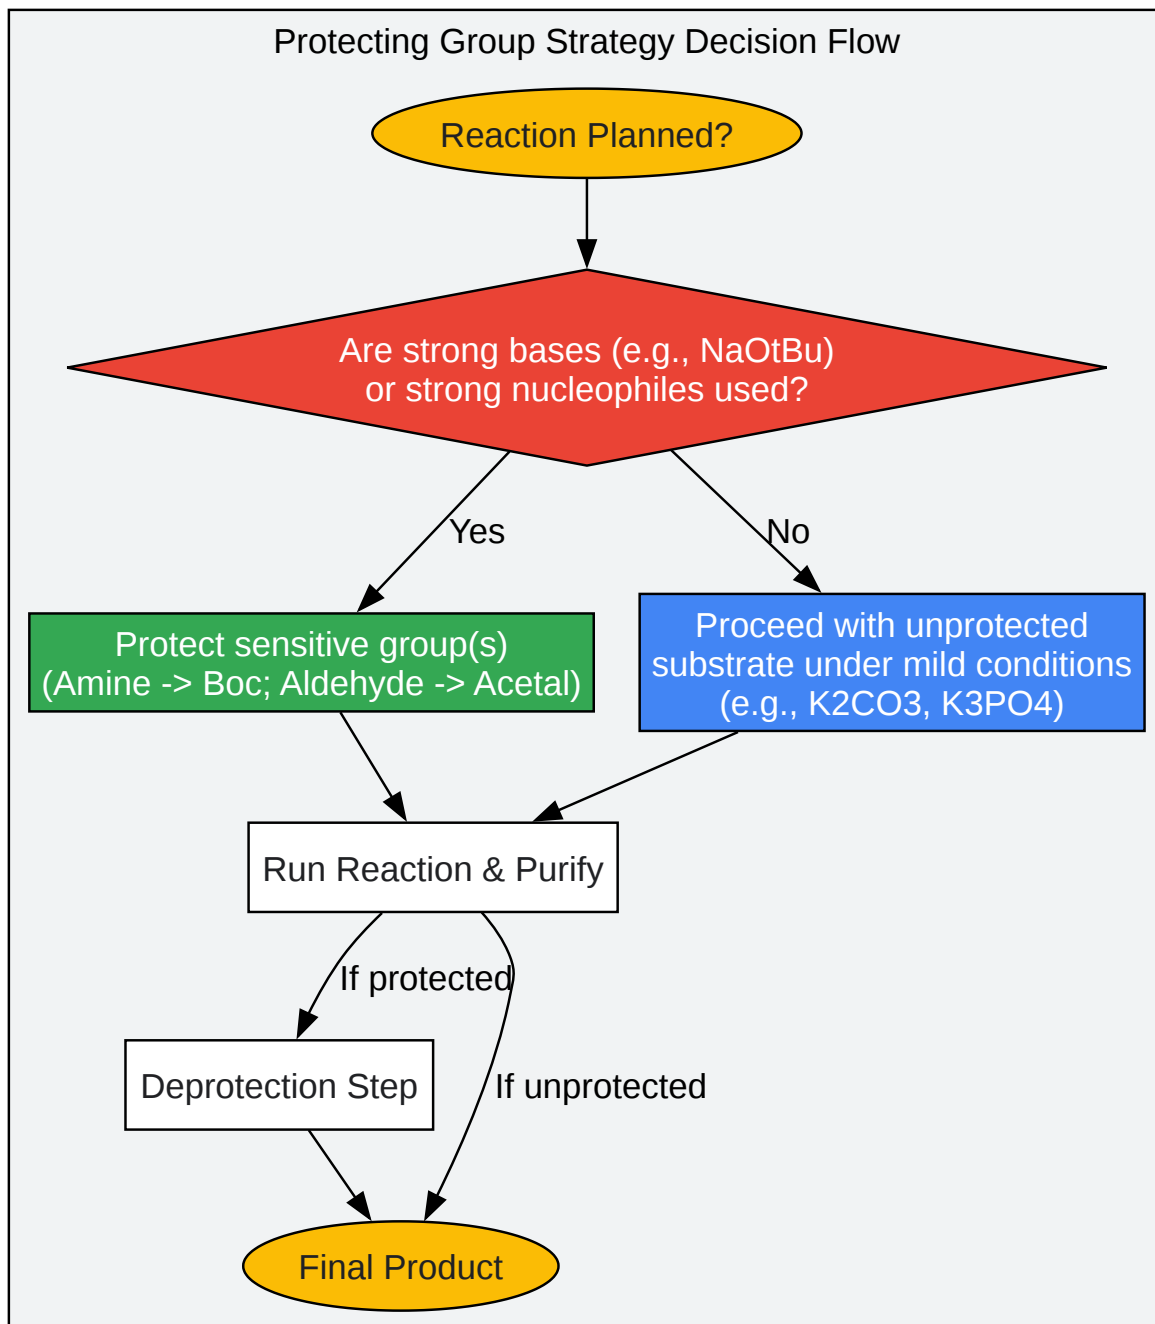 Protecting Group Strategy Decision Flow
Reaction Planned?
Are strong bases (e.g., NaOtBu)
or strong nucleophiles used?
Yes
No
Protect sensitive group(s)
(Amine -> Boc; Aldehyde -> Acetal)
Proceed with unprotected
substrate under mild conditions
(e.g., K2CO3, K3PO4)
Run Reaction & Purify
If protected
Deprotection Step
If unprotected
Final Product